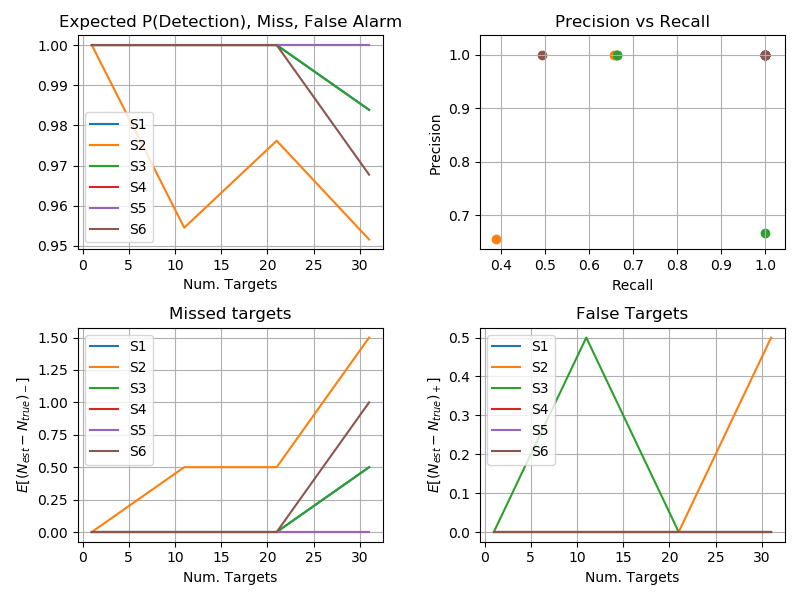 Expected P(Detection), Miss, False Alarm
1.00
0.99
0.98
0.97
0.96
0.95
S1
S2
S3
S4
S5
S6
0 5 10 15 20 25 30
Num. Targets
Precision vs Recall
Precision
1.0
0.9
0.8
0.7
0.4 0.5 0.6 0.7 0.8 0.9 1.0
Recall
Missed targets
E[(N_est − N_true)_−]
1.50
1.25
1.00
0.75
0.50
0.25
0.00
S1
S2
S3
S4
S5
S6
0 5 10 15 20 25 30
Num. Targets
False Targets
E[(N_est − N_true)_+]
0.5
0.4
0.3
0.2
0.1
0.0
S1
S2
S3
S4
S5
S6
0 5 10 15 20 25 30
Num. Targets